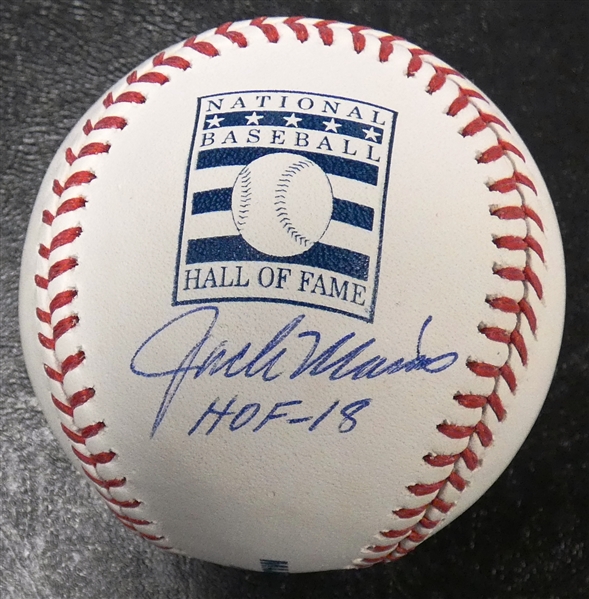 NATIONAL
BASEBALL
HALL OF FAME
Jack Morris
HOF-18